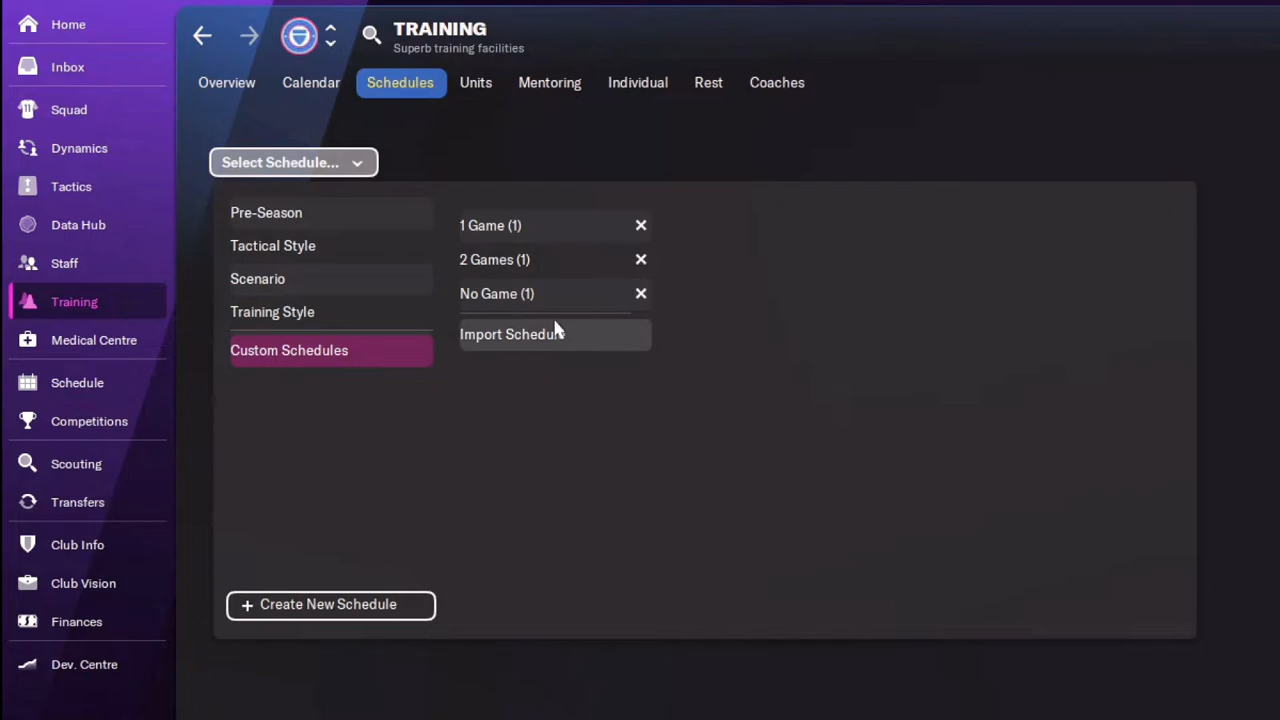 Home
Inbox
Squad
Dynamics
Tactics
Data Hub
Staff
Training
Medical Centre
Schedule
Competitions
Scouting
Transfers
Club Info
Club Vision
Finances
Dev. Centre
TRAINING
Superb training facilities
Overview Calendar Schedules Units Mentoring Individual Rest Coaches
Select Schedule...
Pre-Season
Tactical Style
Scenario
Training Style
Custom Schedules
1 Game (1)
2 Games (1)
No Game (1)
Import Schedule
+ Create New Schedule